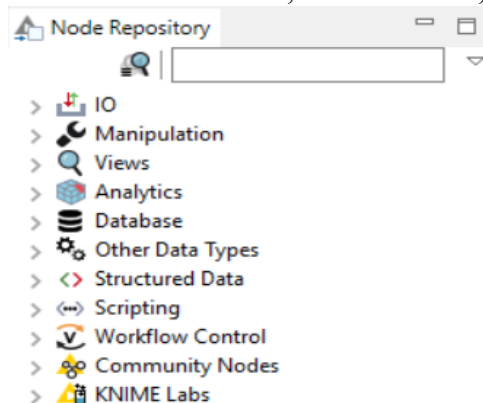 Node Repository
IO
Manipulation
Views
Analytics
Database
Other Data Types
Structured Data
Scripting
Workflow Control
Community Nodes
KNIME Labs